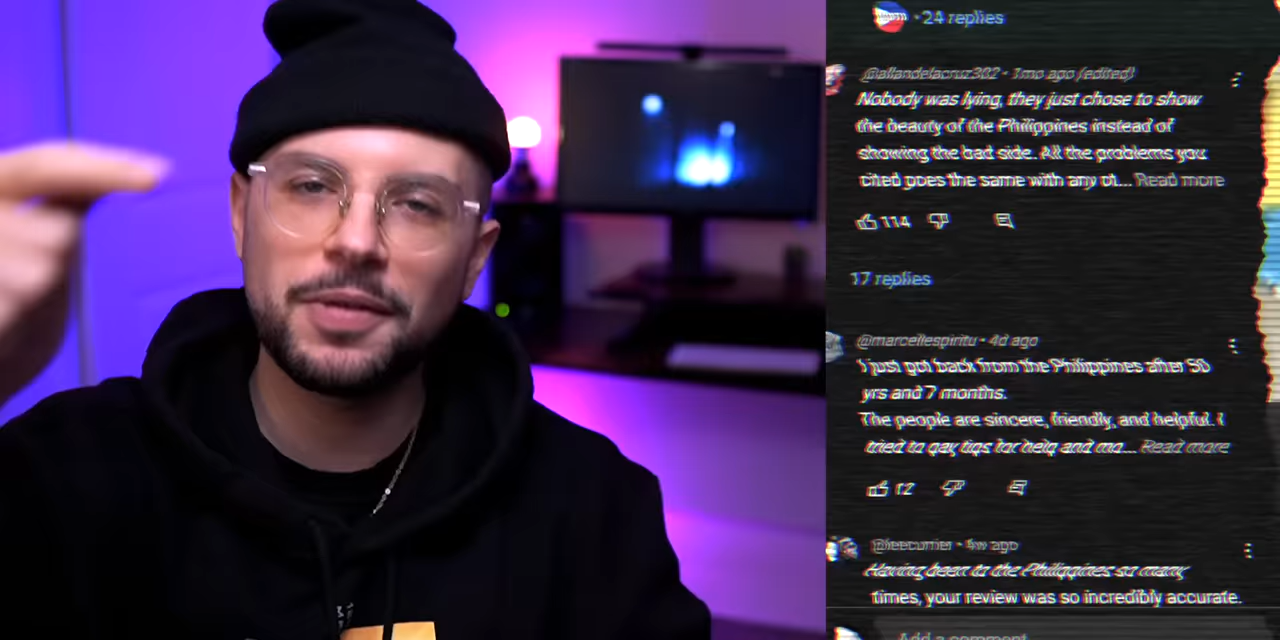 · 24 replies
@allandelacruz302 · 1mo ago (edited)
Nobody was lying, they just chose to show
the beauty of the Philippines instead of
showing the bad side. All the problems you
cited goes the same with any ot... Read more
114
17 replies
@marcellespiritu · 4d ago
I just got back from the Philippines after 50
yrs and 7 months.
The people are sincere, friendly, and helpful. I
tried to pay tips for help and mo... Read more
12
ago
Having been to the Philippines so many
times, your review was so incredibly accurate.
Add a comment